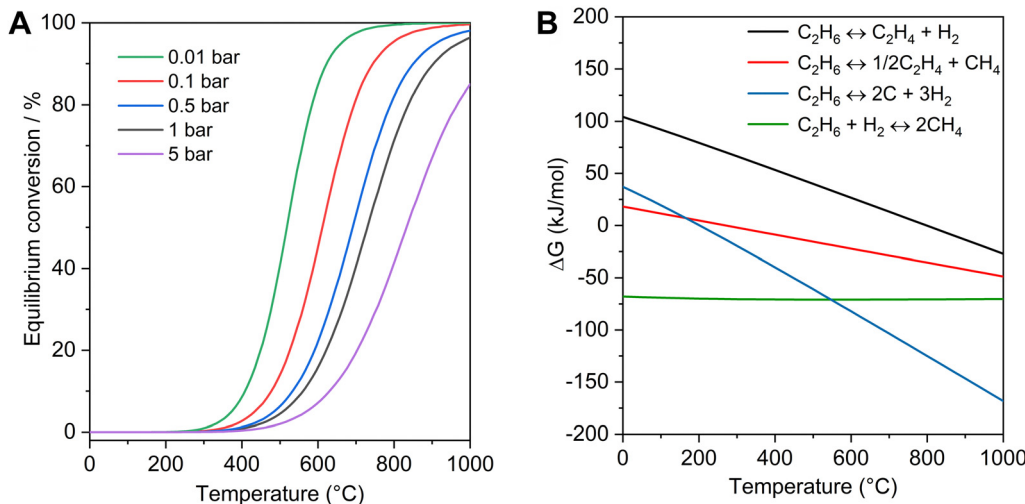 A
Equilibrium conversion / %
100
80
60
40
20
0
0.01 bar
0.1 bar
0.5 bar
1 bar
5 bar
0 200 400 600 800 1000
Temperature (°C)
B
ΔG (kJ/mol)
200
150
100
50
0
-50
-100
-150
-200
C₂H₆ ↔ C₂H₄ + H₂
C₂H₆ ↔ 1/2C₂H₄ + CH₄
C₂H₆ ↔ 2C + 3H₂
C₂H₆ + H₂ ↔ 2CH₄
0 200 400 600 800 1000
Temperature (°C)